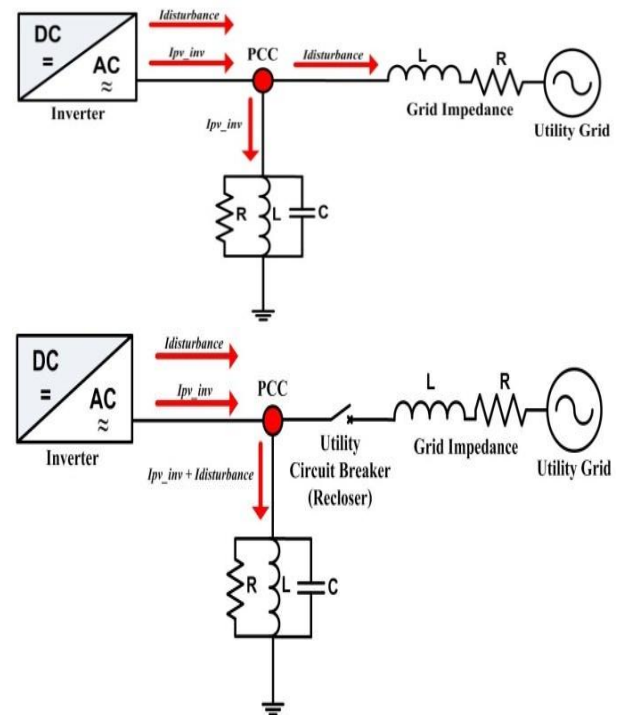 DC
=
AC
≈
Inverter
Idisturbance
Ipv_inv
PCC
Idisturbance
L
R
Grid Impedance
Utility Grid
Ipv_inv
R
L
C
DC
=
AC
≈
Inverter
Idisturbance
Ipv_inv
PCC
Utility
Circuit Breaker
(Recloser)
L
R
Grid Impedance
Utility Grid
Ipv_inv + Idisturbance
R
L
C